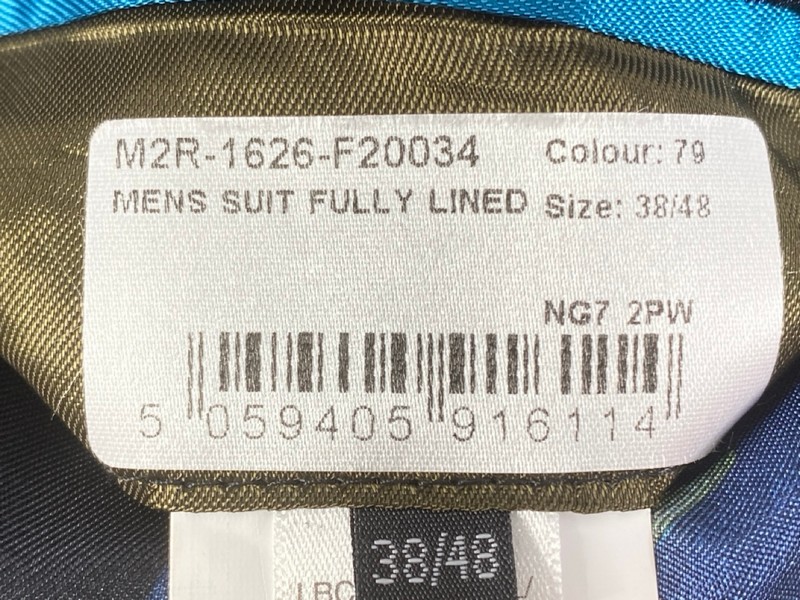 M2R-1626-F20034 Colour: 79
MENS SUIT FULLY LINED Size: 38/48
NG7 2PW
5 059405 916114
38/48
LBC